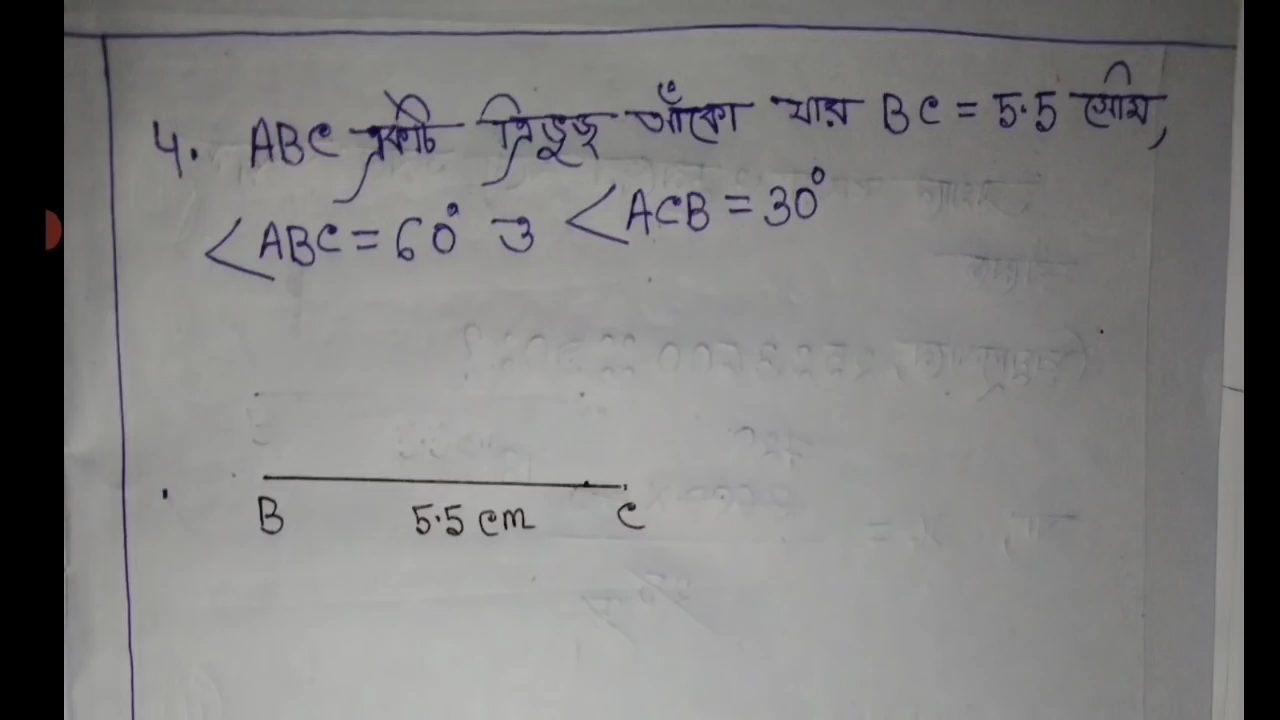 4. ABC একটি ত্রিভুজ আঁকো যার BC = 5.5 সেমি,
∠ABC = 60° ও ∠ACB = 30°
B 5.5 cm C